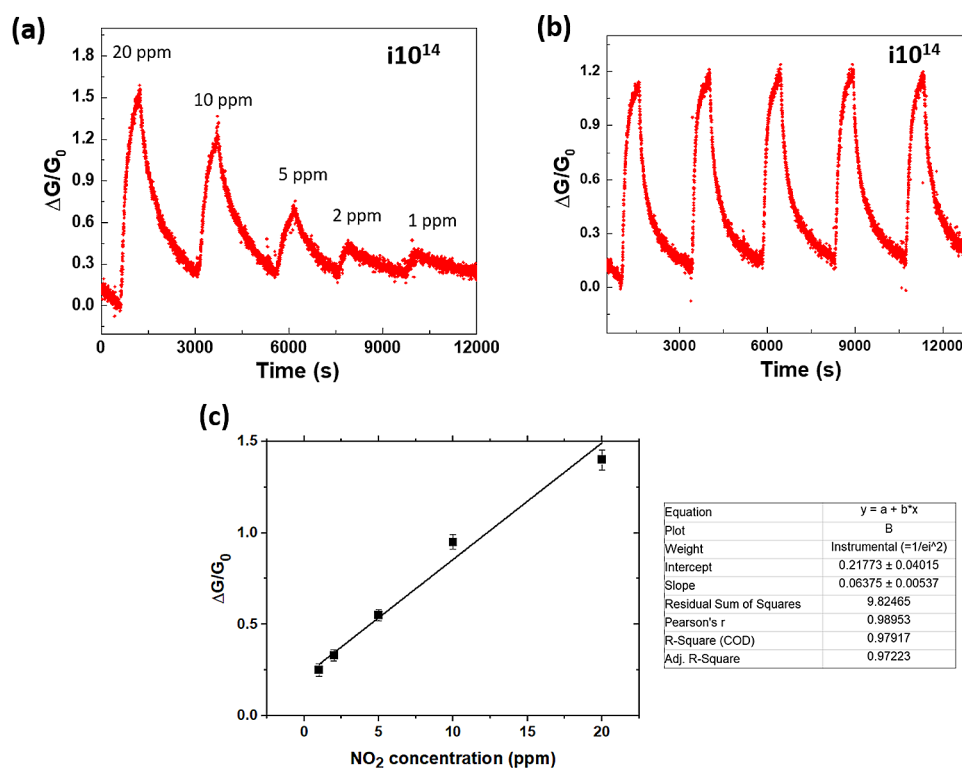 (a)
i10¹⁴
20 ppm
10 ppm
5 ppm
2 ppm
1 ppm
1.8
1.5
1.2
0.9
0.6
0.3
0.0
ΔG/G₀
0 3000 6000 9000 12000
Time (s)
(b)
i10¹⁴
1.2
0.9
0.6
0.3
0.0
ΔG/G₀
3000 6000 9000 12000
Time (s)
(c)
1.5
1.0
0.5
0.0
ΔG/G₀
0 5 10 15 20
NO₂ concentration (ppm)
Equation y = a + b*x
Plot B
Weight Instrumental (=1/ei^2)
Intercept 0.21773 ± 0.04015
Slope 0.06375 ± 0.00537
Residual Sum of Squares 9.82465
Pearson's r 0.98953
R-Square (COD) 0.97917
Adj. R-Square 0.97223